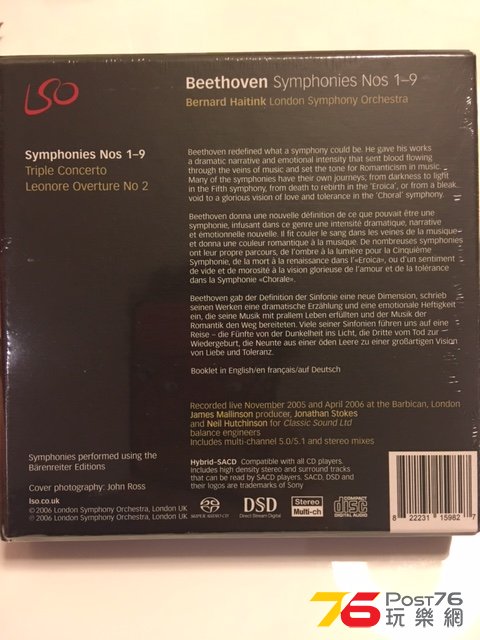 LSO
Beethoven Symphonies Nos 1–9
Bernard Haitink London Symphony Orchestra
Symphonies Nos 1–9
Triple Concerto
Leonore Overture No 2
Beethoven redefined what a symphony could be. He gave his works
a dramatic narrative and emotional intensity that sent blood flowing
through the veins of music and set the tone for Romanticism in music.
Many of the symphonies have their own journeys; from darkness to light
in the Fifth symphony, from death to rebirth in the 'Eroica', or from a bleak
void to a glorious vision of love and tolerance in the 'Choral' symphony.
Beethoven donna une nouvelle définition de ce que pouvait être une
symphonie, infusant dans ce genre une intensité dramatique, narrative
et émotionnelle nouvelle. Il fit couler le sang dans les veines de la musique
et donna une couleur romantique à la musique. De nombreuses symphonies
ont leur propre parcours, de l'ombre à la lumière pour la Cinquième
Symphonie, de la mort à la renaissance dans l'«Eroica», ou d'un sentiment
de vide et de morosité à la vision glorieuse de l'amour et de la tolérance
dans la Symphonie «Chorale».
Beethoven gab der Definition der Sinfonie eine neue Dimension, schrieb
seinen Werken eine dramatische Erzählung und eine emotionale Heftigkeit
ein, die seine Musik mit prallem Leben erfüllten und der Musik der
Romantik den Weg bereiteten. Viele seiner Sinfonien führen uns auf eine
Reise – die Fünfte von der Dunkelheit ins Licht, die Dritte vom Tod zur
Wiedergeburt, die Neunte aus einer öden Leere zu einer großartigen Vision
von Liebe und Toleranz.
Booklet in English/en français/auf Deutsch
Recorded live November 2005 and April 2006 at the Barbican, London
James Mallinson producer, Jonathan Stokes
and Neil Hutchinson for Classic Sound Ltd
balance engineers
Includes multi-channel 5.0/5.1 and stereo mixes
Symphonies performed using the
Bärenreiter Editions
Cover photography: John Ross
lso.co.uk
© 2006 London Symphony Orchestra, London UK
℗ 2006 London Symphony Orchestra, London UK
Hybrid-SACD Compatible with all CD players.
Includes high density stereo and surround tracks
that can be read by SACD players. SACD, DSD and
their logos are trademarks of Sony
SUPER AUDIO CD
DSD
Direct Stream Digital
Stereo
Multi-ch
COMPACT
disc
DIGITAL AUDIO
8 22231 15982 7
76 Post76
玩樂網